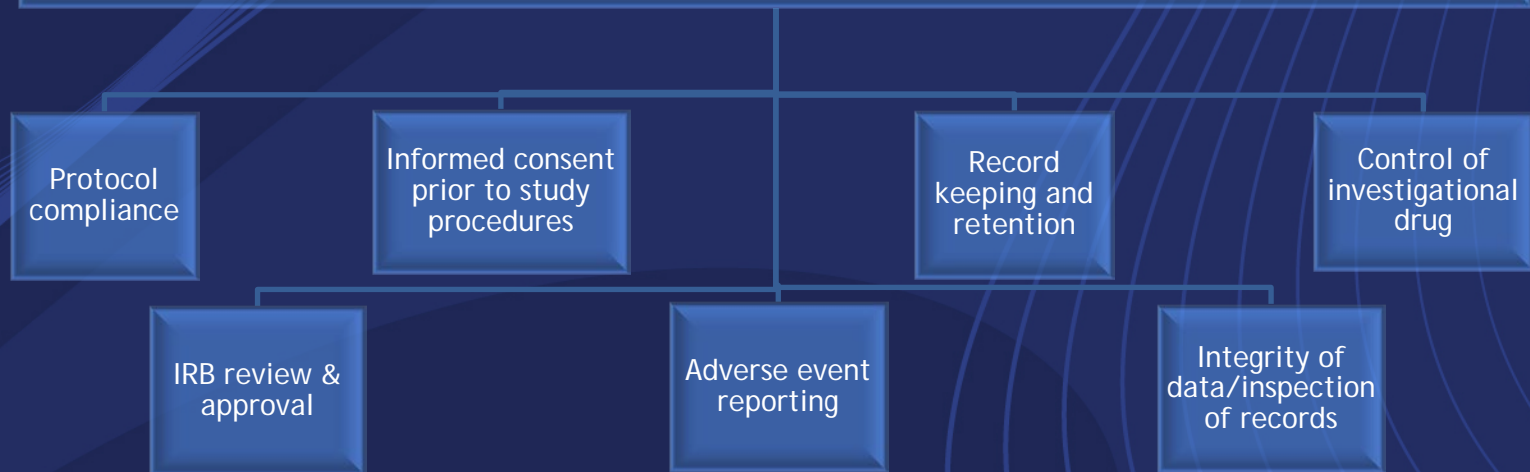 Protocol
compliance
Informed consent
prior to study
procedures
Record
keeping and
retention
Control of
investigational
drug
IRB review &
approval
Adverse event
reporting
Integrity of
data/inspection
of records